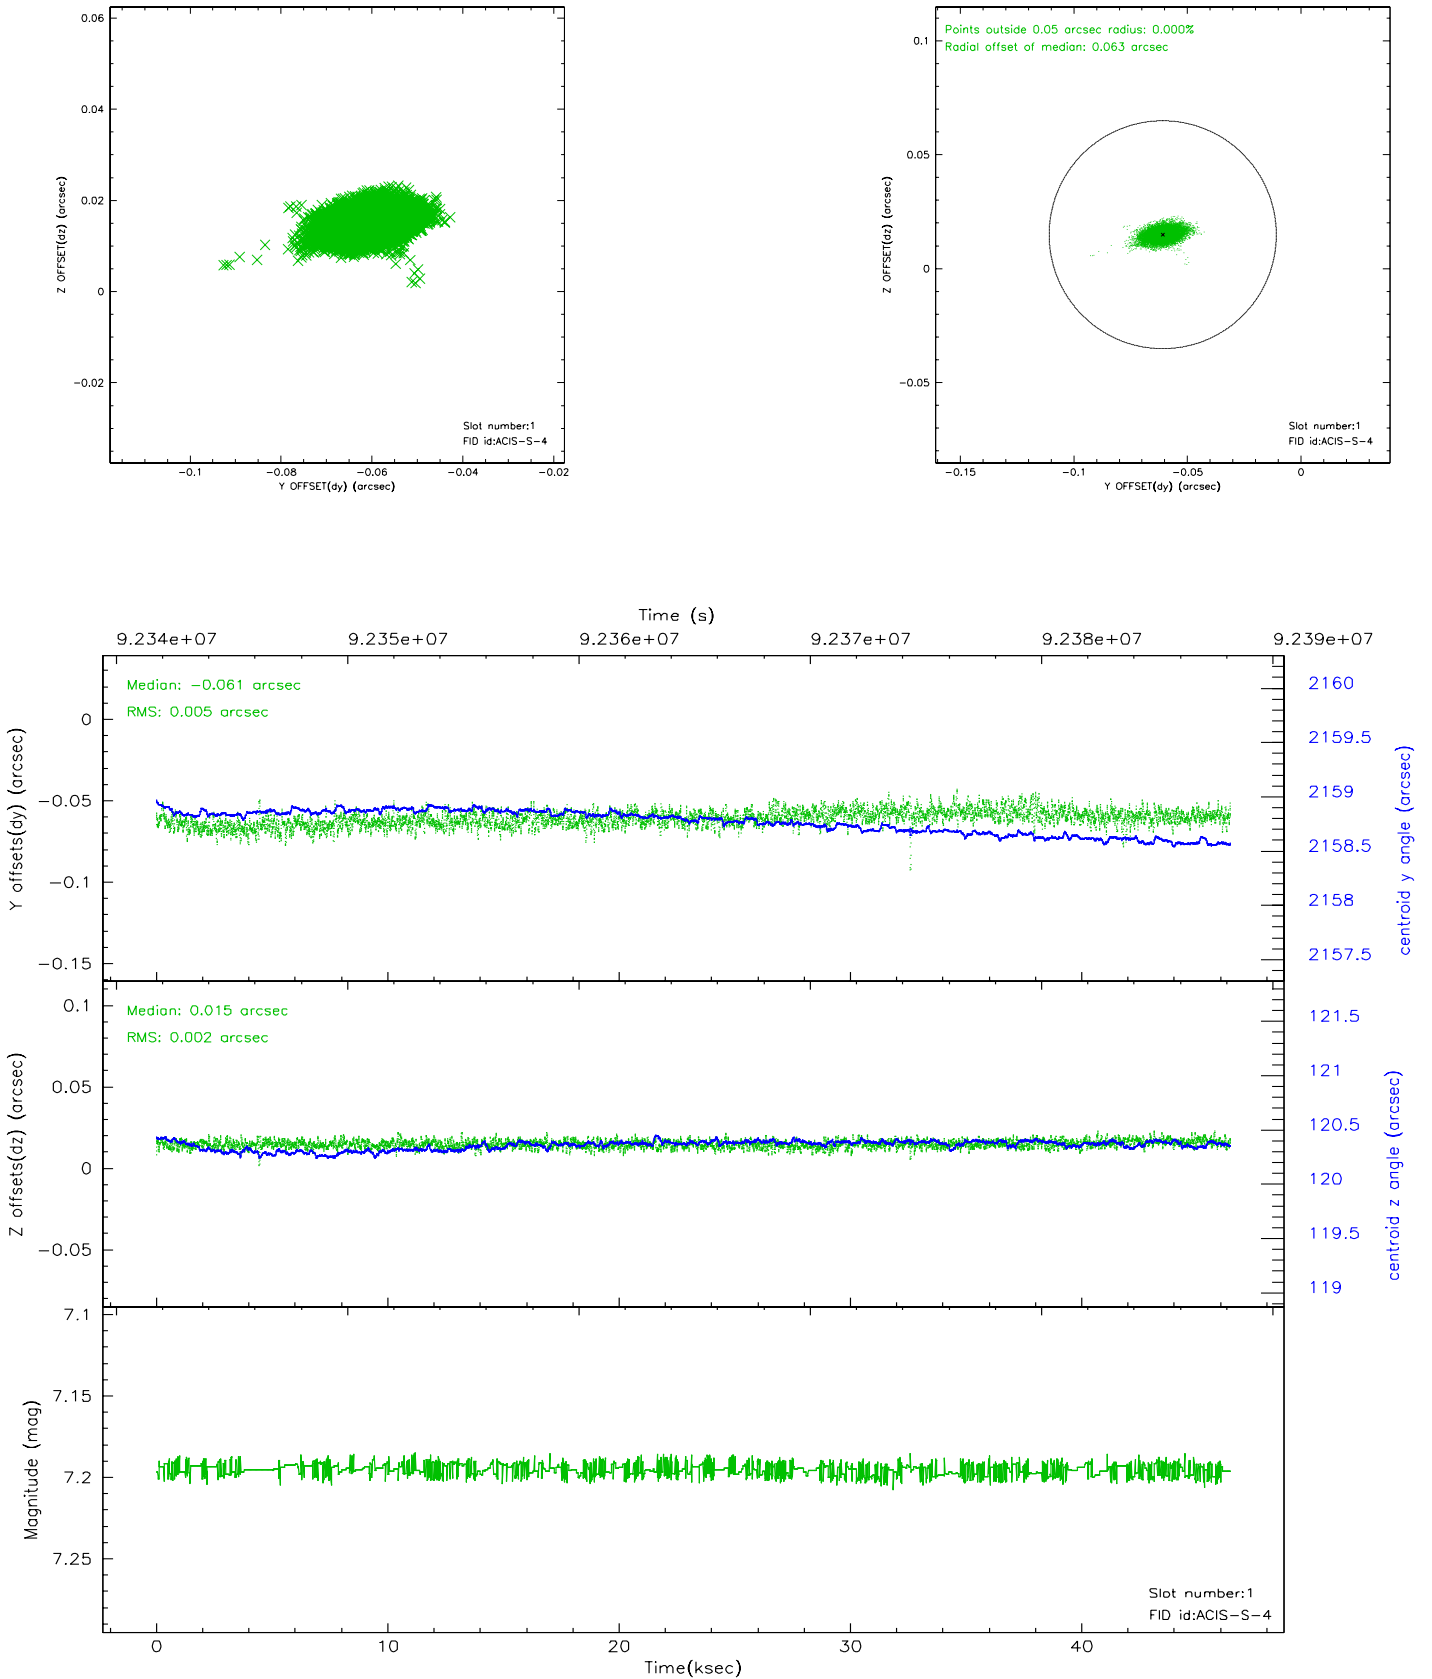 0.06
0.04
0.02
0
−0.02
Z OFFSET(dz) (arcsec)
−0.1
−0.08
−0.06
−0.04
−0.02
Y OFFSET(dy) (arcsec)
Slot number:1
FID id:ACIS−S−4
Points outside 0.05 arcsec radius: 0.000%
Radial offset of median: 0.063 arcsec
0.1
0.05
0
−0.05
Z OFFSET(dz) (arcsec)
−0.15
−0.1
−0.05
0
Y OFFSET(dy) (arcsec)
Slot number:1
FID id:ACIS−S−4
Time (s)
9.234e+07
9.235e+07
9.236e+07
9.237e+07
9.238e+07
9.239e+07
Median: −0.061 arcsec
RMS: 0.005 arcsec
0
−0.05
−0.1
−0.15
Y offsets(dy) (arcsec)
2160
2159.5
2159
2158.5
2158
2157.5
centroid y angle (arcsec)
Median: 0.015 arcsec
RMS: 0.002 arcsec
0.1
0.05
0
−0.05
Z offsets(dz) (arcsec)
121.5
121
120.5
120
119.5
119
centroid z angle (arcsec)
7.1
7.15
7.2
7.25
Magnitude (mag)
Slot number:1
FID id:ACIS−S−4
0
10
20
30
40
Time(ksec)